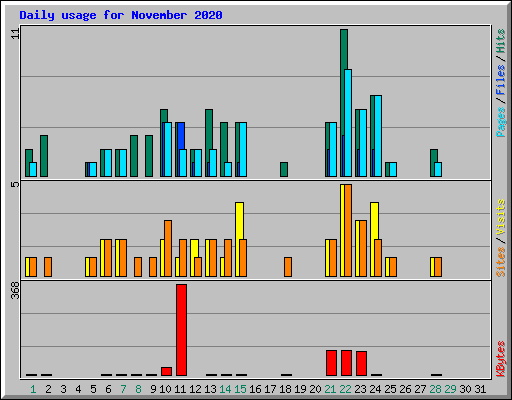 Daily usage for November 2020
11
Pages / Files / Hits
5
Sites / Visits
368
KBytes
1 2 3 4 5 6 7 8 9 10 11 12 13 14 15 16 17 18 19 20 21 22 23 24 25 26 27 28 29 30 31